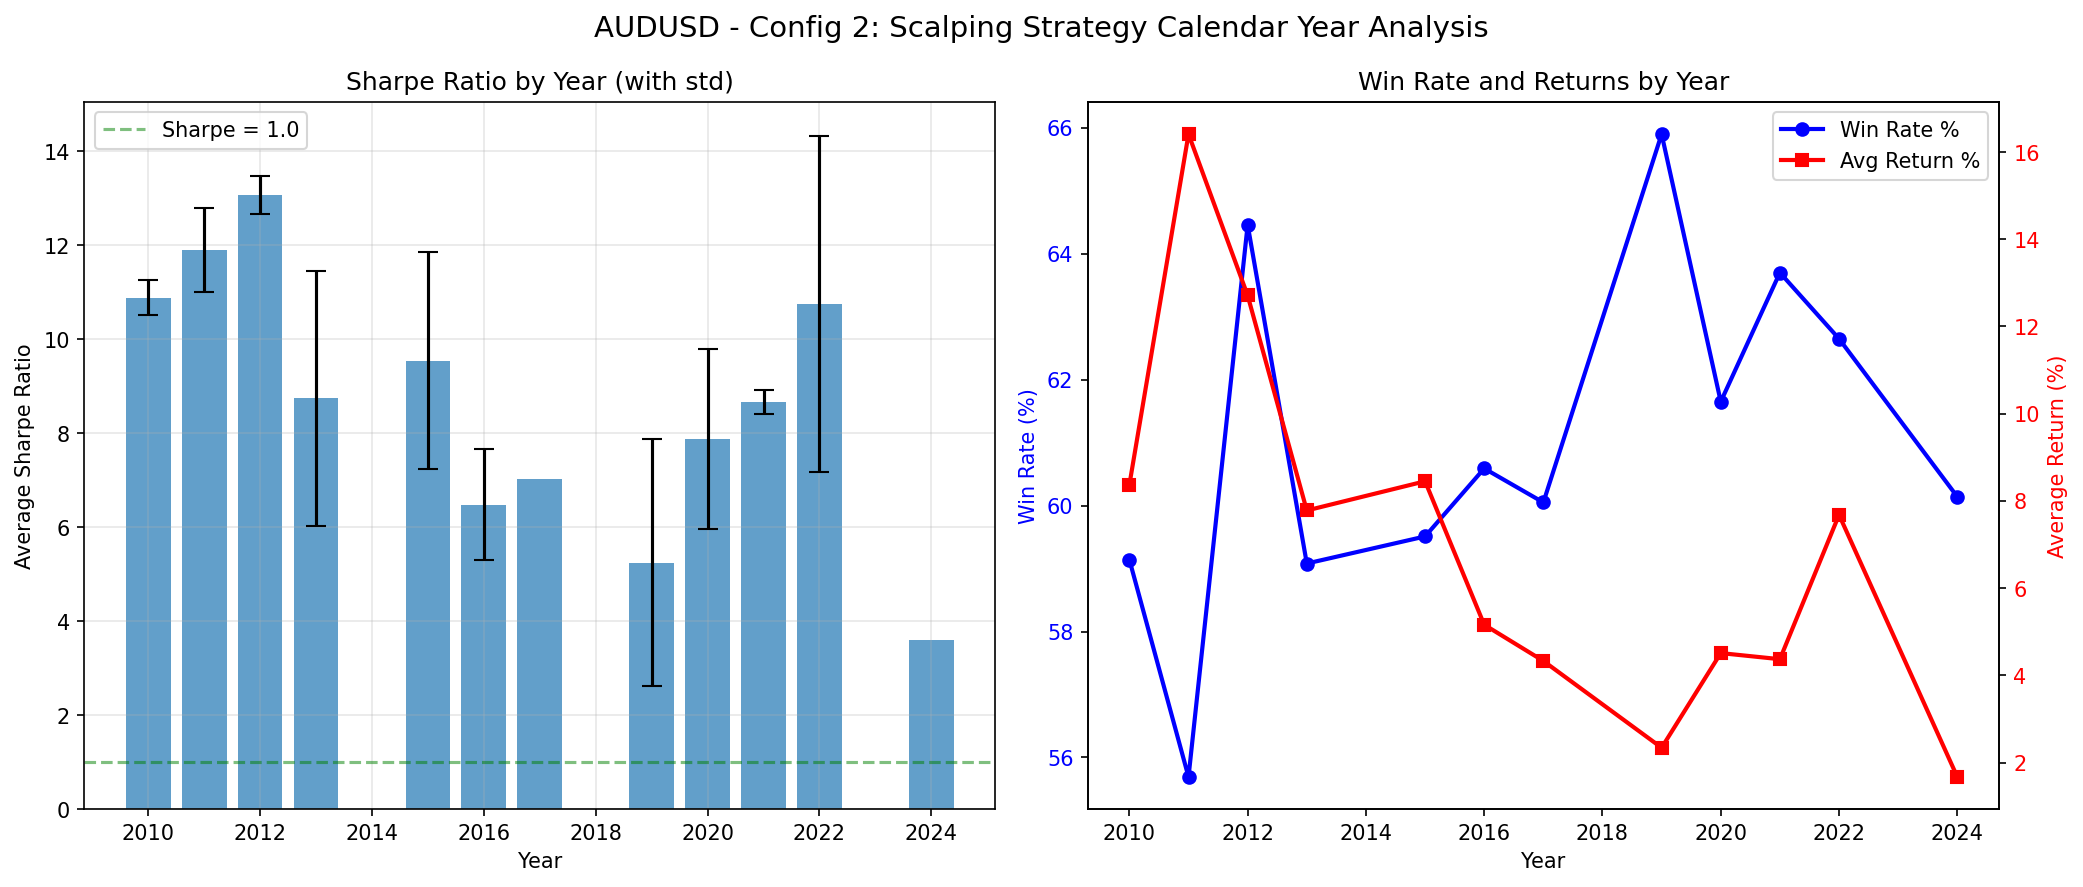 AUDUSD - Config 2: Scalping Strategy Calendar Year Analysis
Sharpe Ratio by Year (with std)
Sharpe = 1.0
Average Sharpe Ratio
14
12
10
8
6
4
2
0
2010 2012 2014 2016 2018 2020 2022 2024
Year
Win Rate and Returns by Year
Win Rate %
Avg Return %
Win Rate (%)
66
64
62
60
58
56
2010 2012 2014 2016 2018 2020 2022 2024
Year
16
14
12
10
8
6
4
2
Average Return (%)